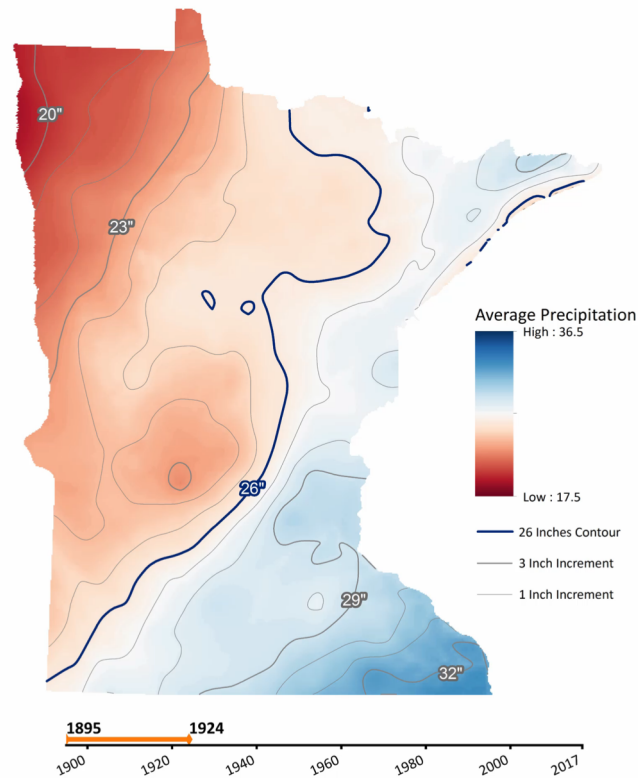 20"
23"
Average Precipitation
High : 36.5
26"
Low : 17.5
26 Inches Contour
3 Inch Increment
29"
1 Inch Increment
32"
1895 1924
1900 1920 1940 1960 1980 2000 2017